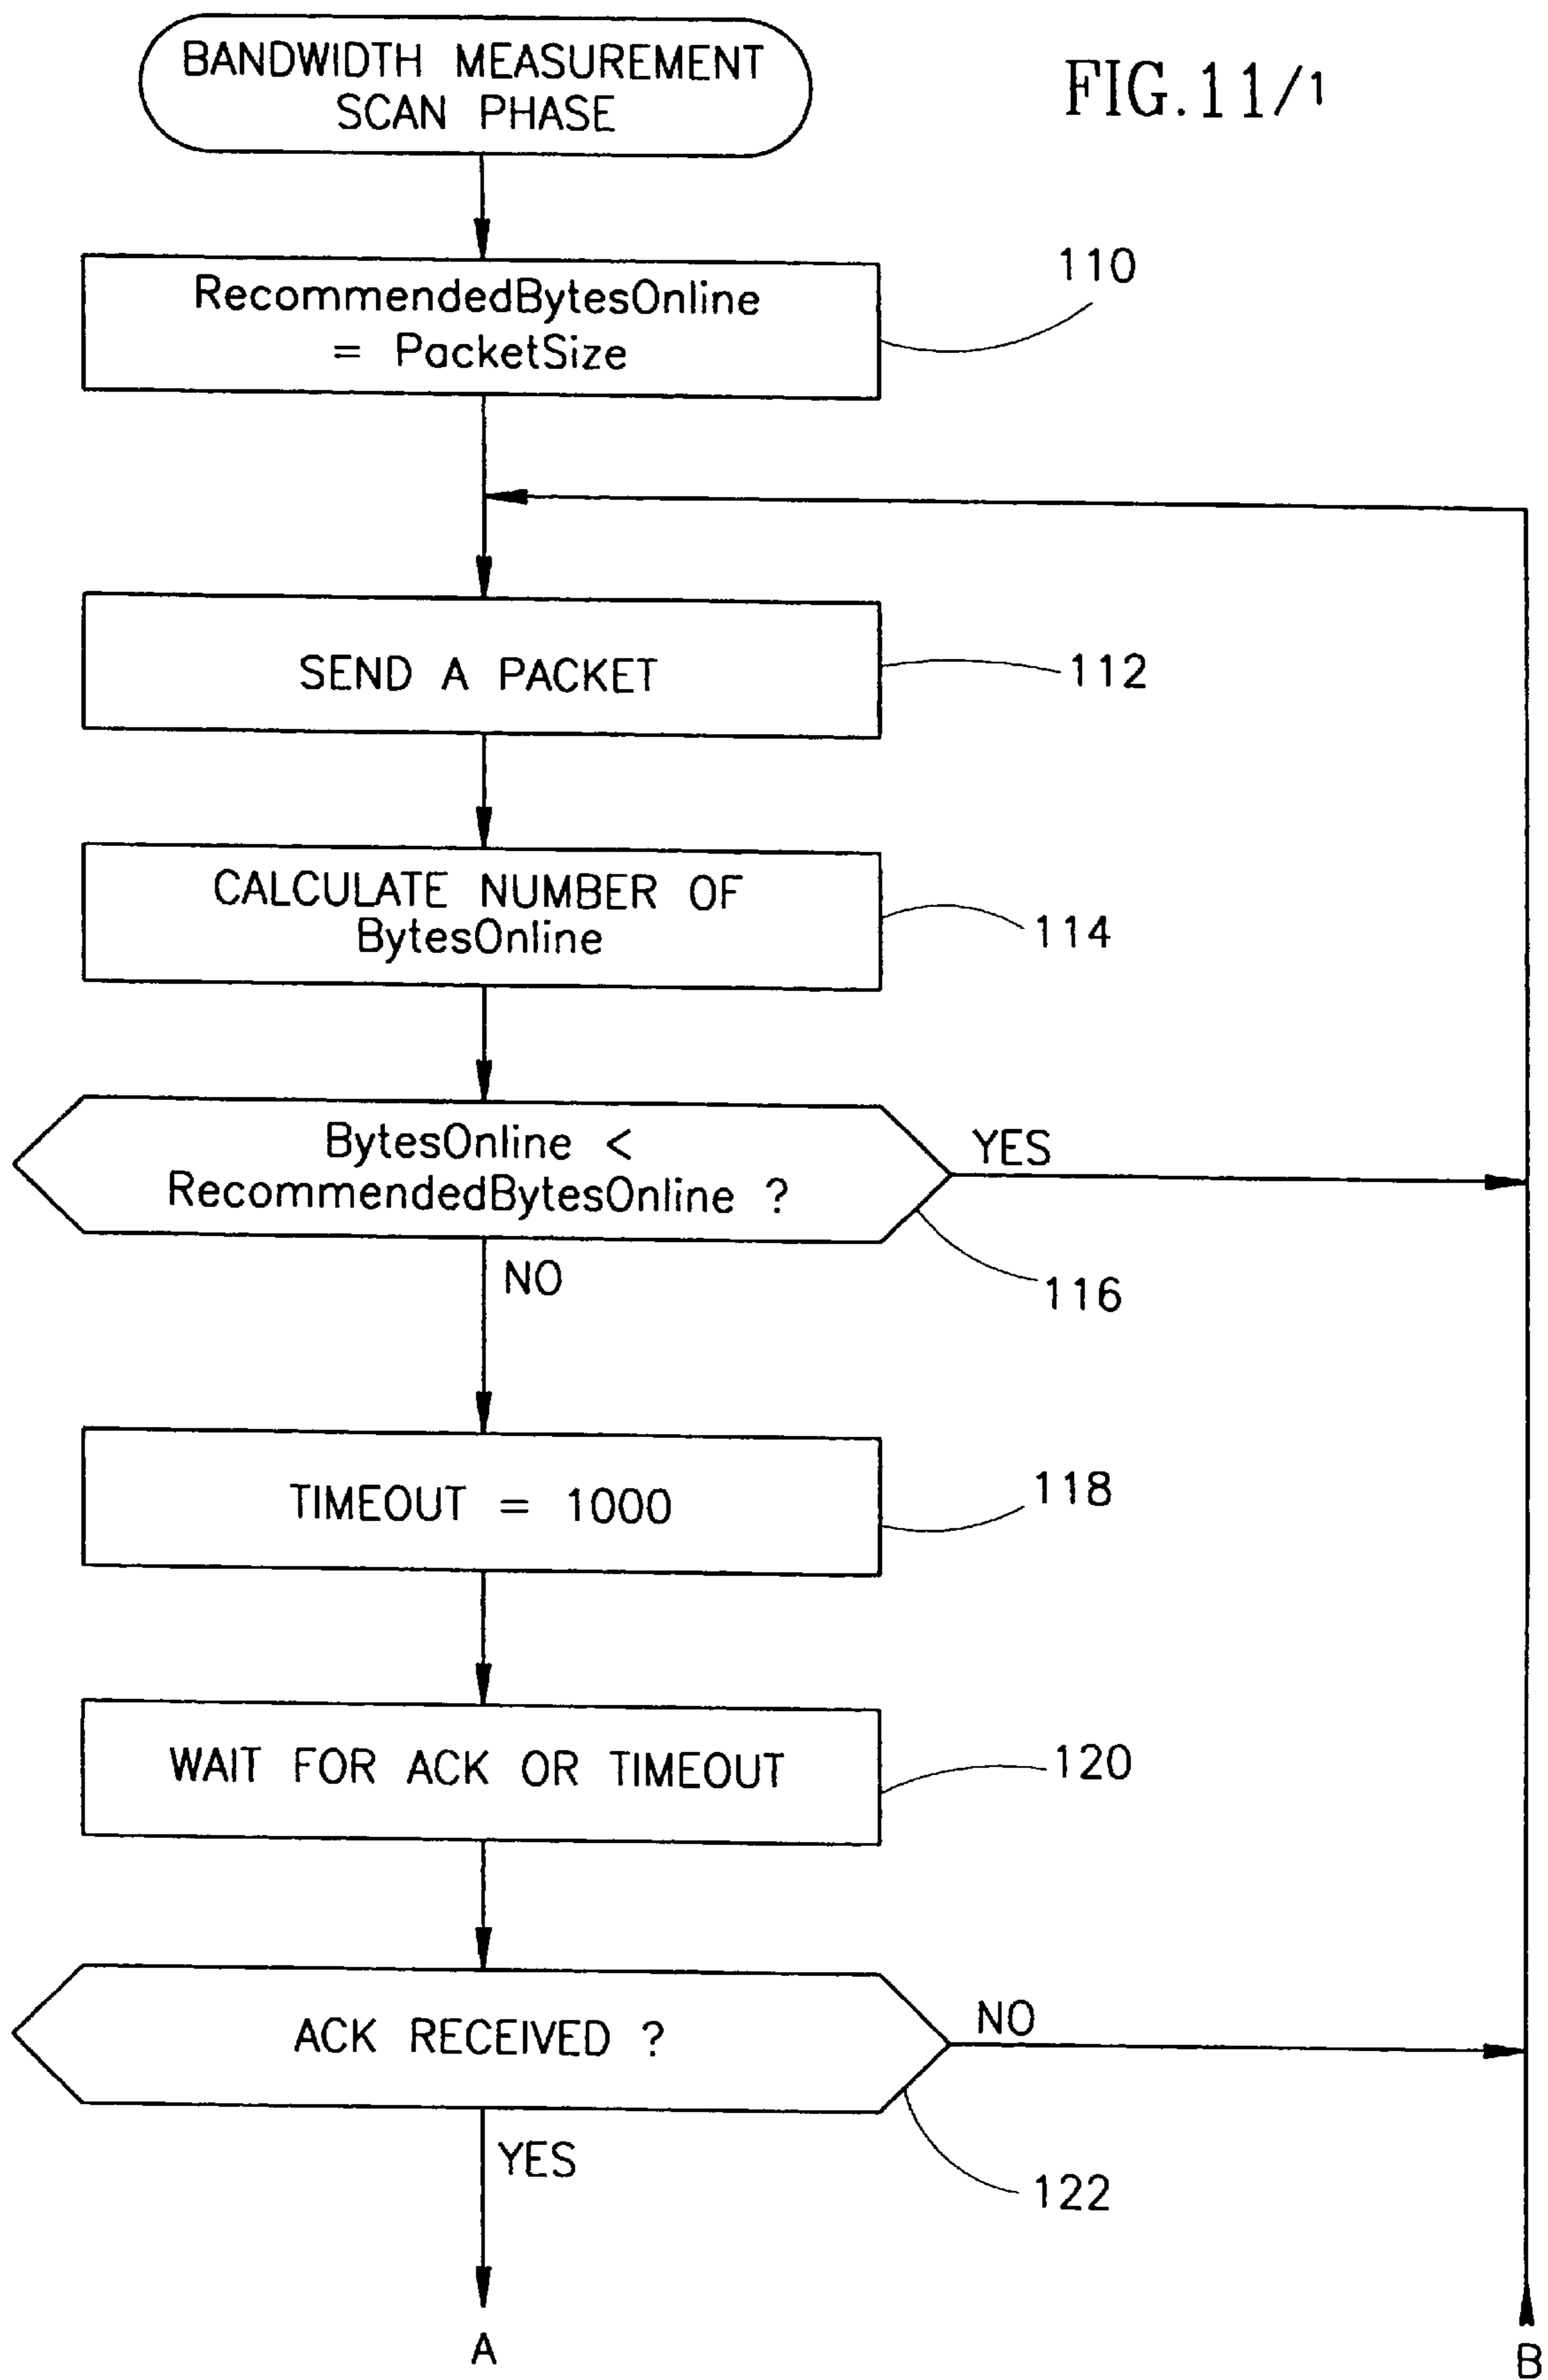 BANDWIDTH MEASUREMENT
SCAN PHASE
FIG.11/1
RecommendedBytesOnline
= PacketSize
110
SEND A PACKET
112
CALCULATE NUMBER OF
BytesOnline
114
BytesOnline <
RecommendedBytesOnline ?
YES
116
NO
TIMEOUT = 1000
118
WAIT FOR ACK OR TIMEOUT
120
ACK RECEIVED ?
NO
122
YES
A
B